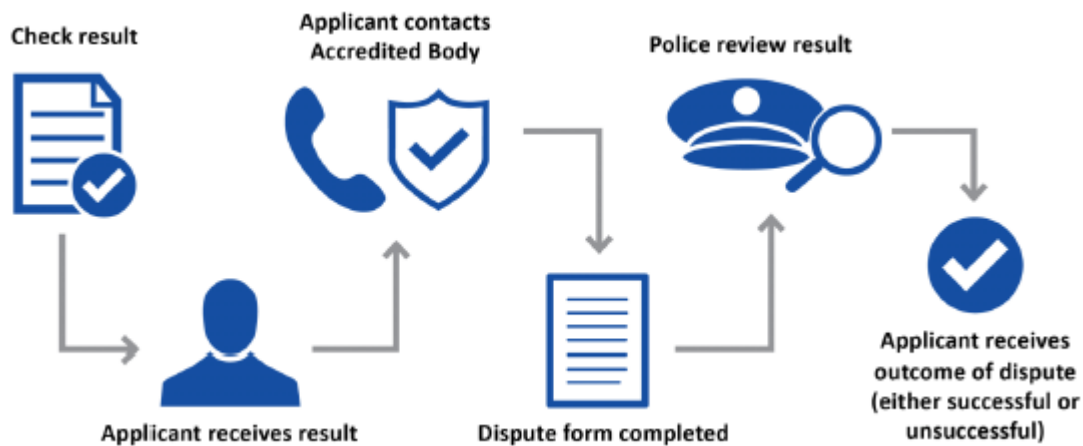 Check result
Applicant receives result
Applicant contacts
Accredited Body
Dispute form completed
Police review result
Applicant receives
outcome of dispute
(either successful or
unsuccessful)